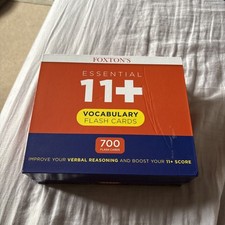 FOXTON'S
ESSENTIAL
11+
VOCABULARY
FLASH CARDS
700
FLASH CARDS
IMPROVE YOUR VERBAL REASONING AND BOOST YOUR 11+ SCORE